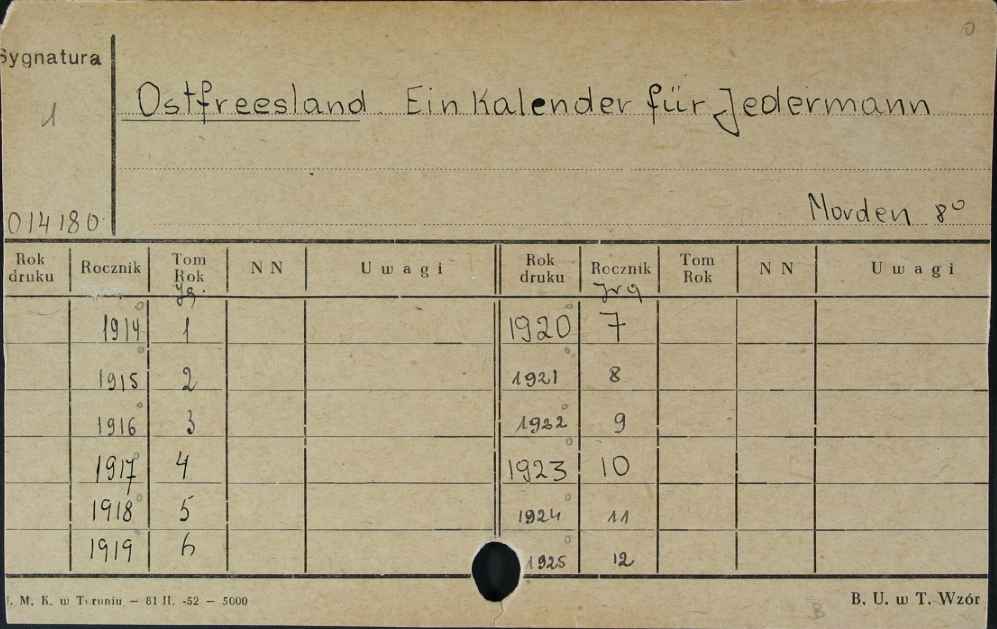 Sygnatura
1
014180
Ostfreesland. Ein Kalender für Jedermann
Norden 8°
Rok druku Rocznik Tom Rok NN Uwagi Rok druku Rocznik Tom Rok NN Uwagi
Jg. Jrg
1914 1 1920 7
1915 2 1921 8
1916 3 1922 9
1917 4 1923 10
1918 5 1924 11
1919 6 1925 12
M. K. w Toruniu – 81 II. -52 – 5000 B. U. w T. Wzór